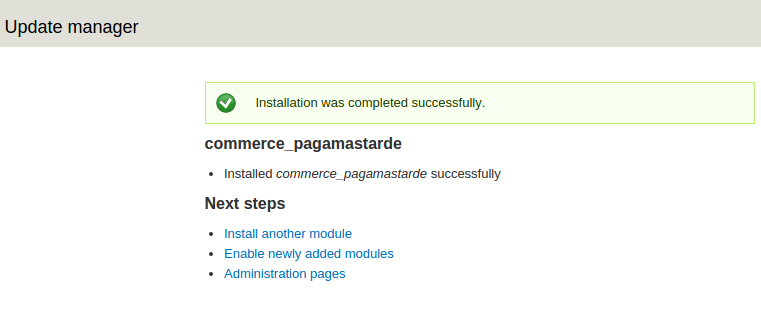 Update manager
Installation was completed successfully.
commerce_pagamastarde
Installed commerce_pagamastarde successfully
Next steps
Install another module
Enable newly added modules
Administration pages